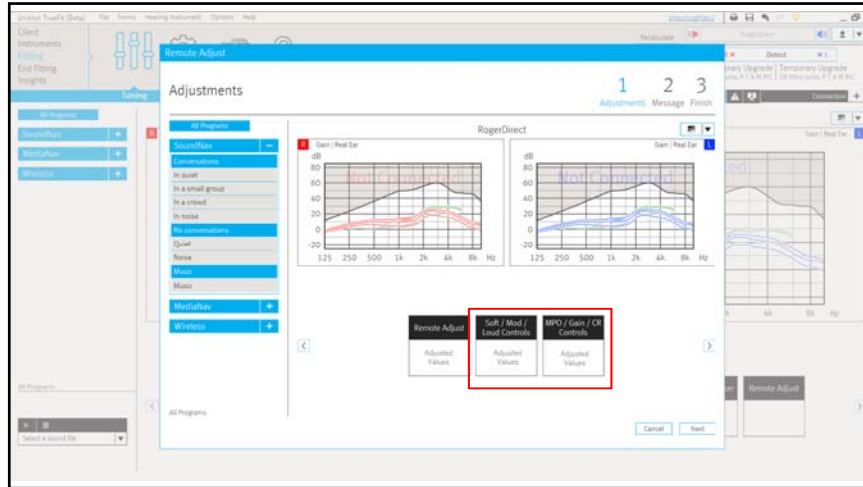 Unitron TrueFit (Beta) File Forms Hearing Instrument Options Help
Client
Instruments
Fitting
End Fitting
Insights
Recalculate
RogerDirect
Detect
Tuning
Connection
All Programs
SoundNav +
MediaNav +
Wireless +
Remote Adjust
Adjustments
1 2 3
Adjustments Message Finish
All Programs
SoundNav −
Conversations
In quiet
In a small group
In a crowd
In noise
No conversations
Quiet
Noise
Music
Music
MediaNav +
Wireless +
All Programs
RogerDirect
R Gain | Real Ear
Gain | Real Ear L
dB
80
60
40
20
0
-20
Not Connected
125 250 500 1k 2k 4k 8k Hz
dB
80
60
40
20
0
-20
Not Connected
125 250 500 1k 2k 4k 8k Hz
Remote Adjust
Adjusted
Values
Soft / Mod /
Loud Controls
Adjusted
Values
MPO / Gain / CR
Controls
Adjusted
Values
Cancel Next
Gain | Real Ear L
4k 8k Hz
Remote Adjust
All Programs
Select a sound file